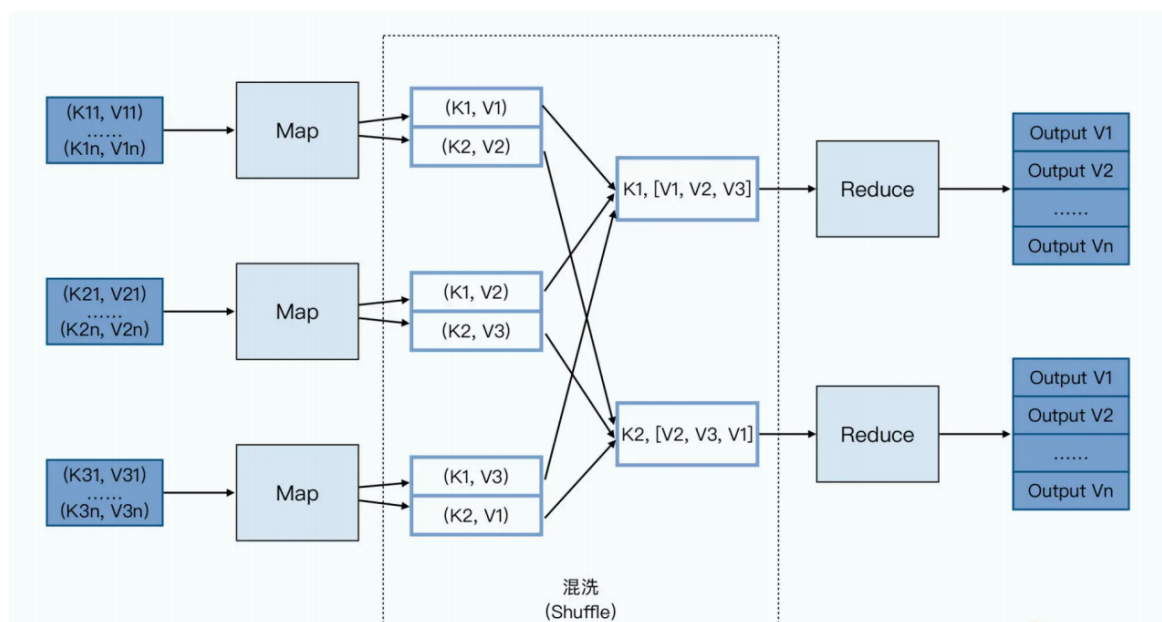 (K11, V11)
……
(K1n, V1n)
Map
(K1, V1)
(K2, V2)
K1, [V1, V2, V3]
Reduce
Output V1
Output V2
……
Output Vn
(K21, V21)
……
(K2n, V2n)
Map
(K1, V2)
(K2, V3)
(K31, V31)
……
(K3n, V3n)
Map
(K1, V3)
(K2, V1)
K2, [V2, V3, V1]
Reduce
Output V1
Output V2
……
Output Vn
混洗
(Shuffle)